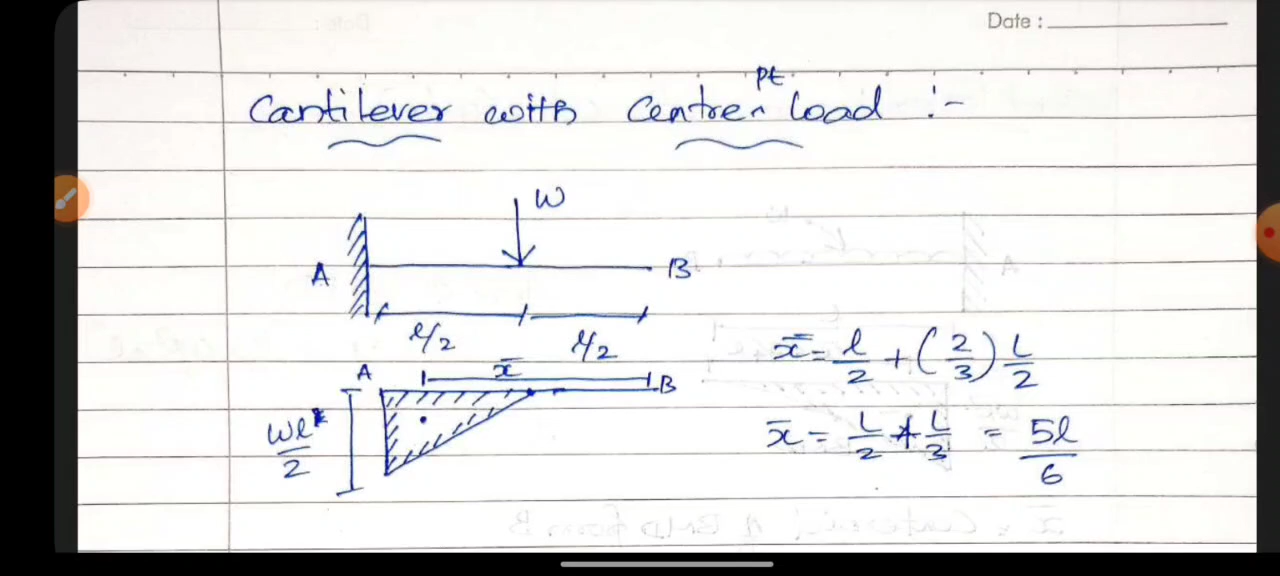 Date :
Cantilever with Centre pt. load :-
W
A
B
l/2
l/2
x̄ = l/2 + (2/3) L/2
A
x̄
B
Wl/2
x̄ = L/2 + L/3 = 5l/6